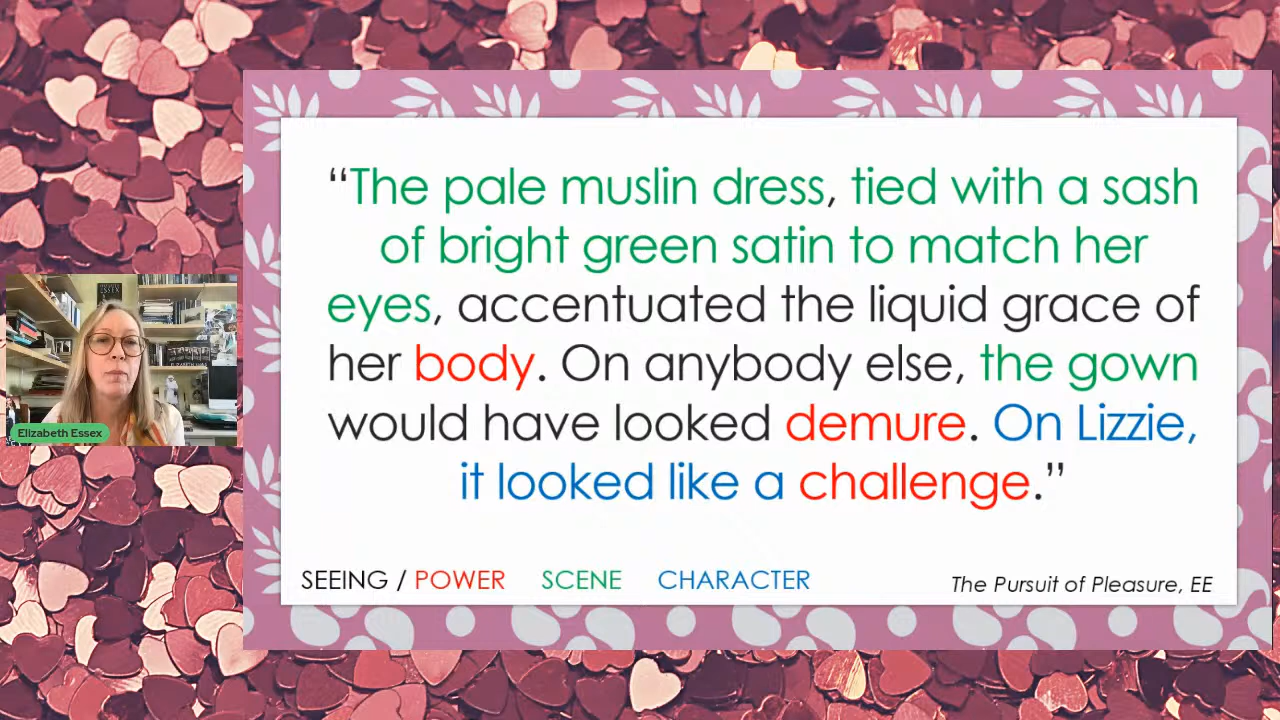 “The pale muslin dress, tied with a sash
of bright green satin to match her
eyes, accentuated the liquid grace of
her body. On anybody else, the gown
would have looked demure. On Lizzie,
it looked like a challenge.”
SEEING / POWER SCENE CHARACTER
The Pursuit of Pleasure, EE
Elizabeth Essex